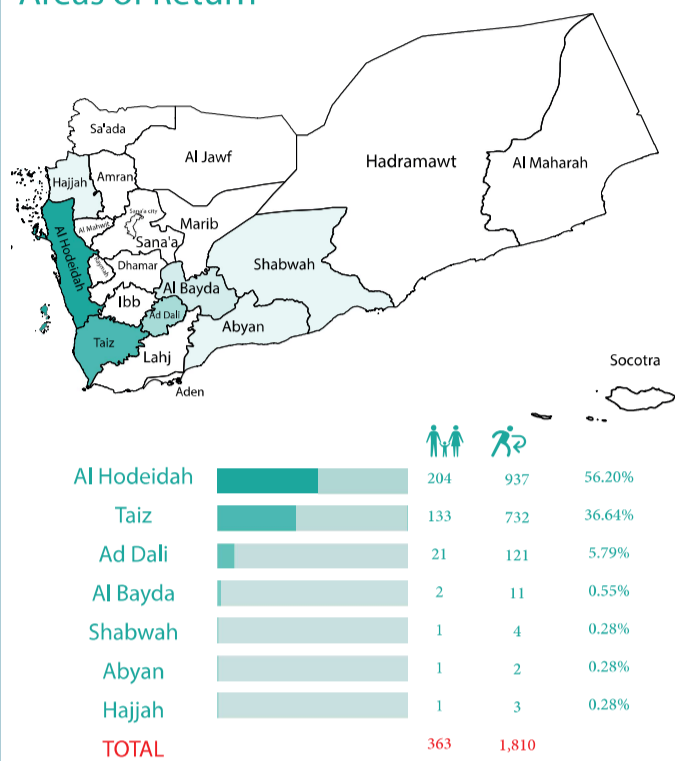 Areas of Return
Sa'ada
Al Jawf
Hadramawt
Al Maharah
Hajjah
Amran
Sana'a city
Al Mahwit
Marib
Sana'a
Al Hodeidah
Dhamar
Shabwah
Al Bayda
Ibb
Ad Dali
Abyan
Taiz
Lahj
Aden
Socotra
Al Hodeidah 204 937 56.20%
Taiz 133 732 36.64%
Ad Dali 21 121 5.79%
Al Bayda 2 11 0.55%
Shabwah 1 4 0.28%
Abyan 1 2 0.28%
Hajjah 1 3 0.28%
TOTAL 363 1,810